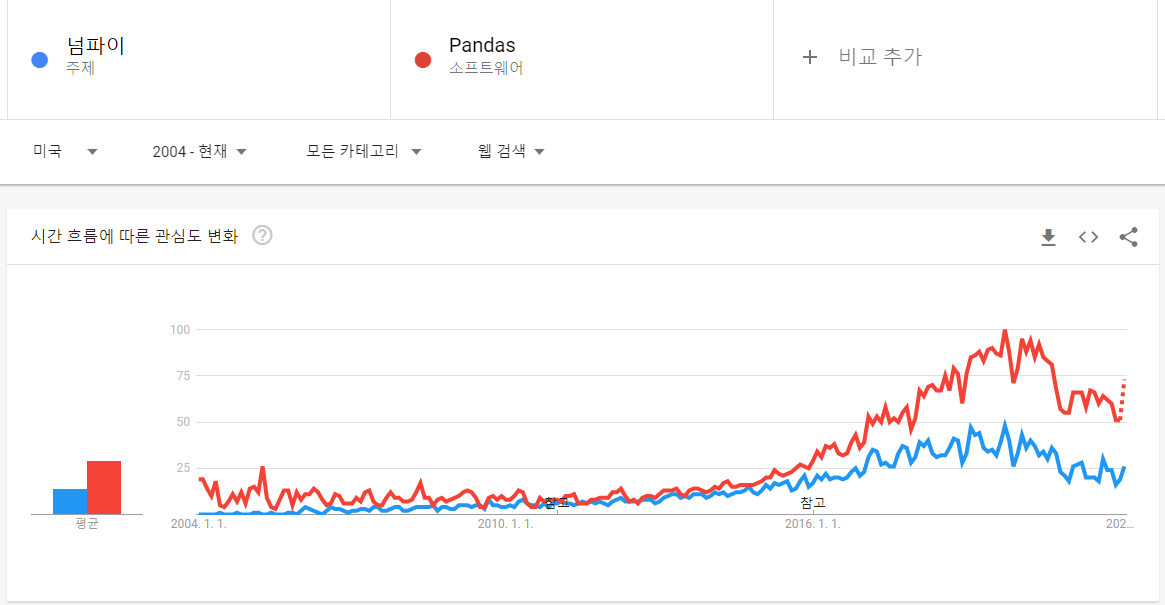 넘파이
주제
Pandas
소프트웨어
+ 비교 추가
미국
2004 - 현재
모든 카테고리
웹 검색
시간 흐름에 따른 관심도 변화
?
100
75
50
25
평균
2004. 1. 1.
2010. 1. 1.
2016. 1. 1.
202...
참고